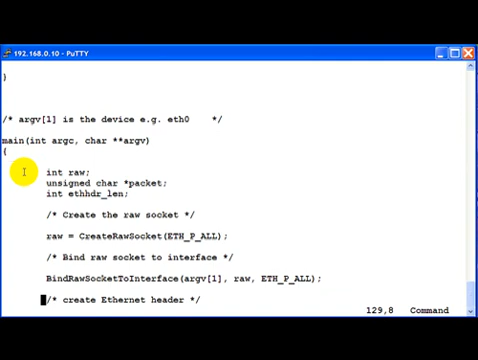 192.168.0.10 - PuTTY
}
/* argv[1] is the device e.g. eth0    */
main(int argc, char **argv)
{
int raw;
unsigned char *packet;
int ethhdr_len;
/* Create the raw socket */
raw = CreateRawSocket(ETH_P_ALL);
/* Bind raw socket to interface */
BindRawSocketToInterface(argv[1], raw, ETH_P_ALL);
/* create Ethernet header */
129,8    Command